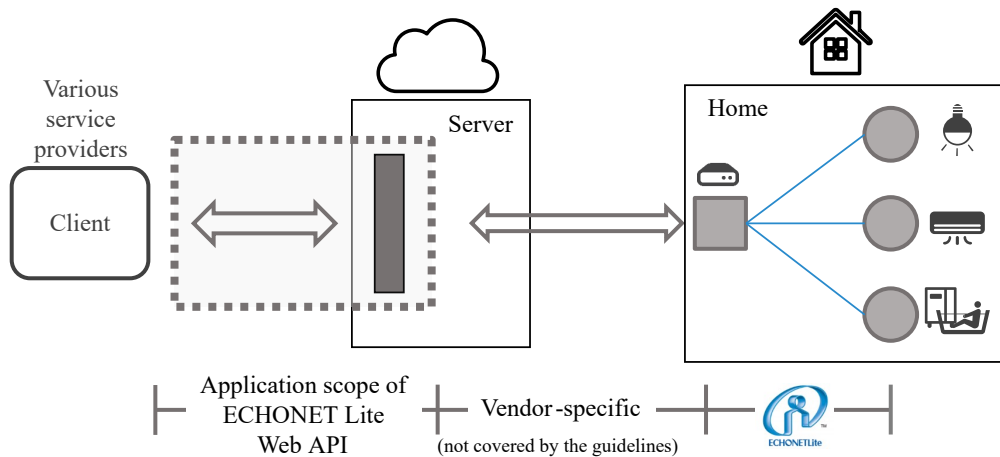 Various
service
providers
Client
Server
Home
Application scope of
ECHONET Lite
Web API
Vendor-specific
(not covered by the guidelines)
TM
ECHONETLite